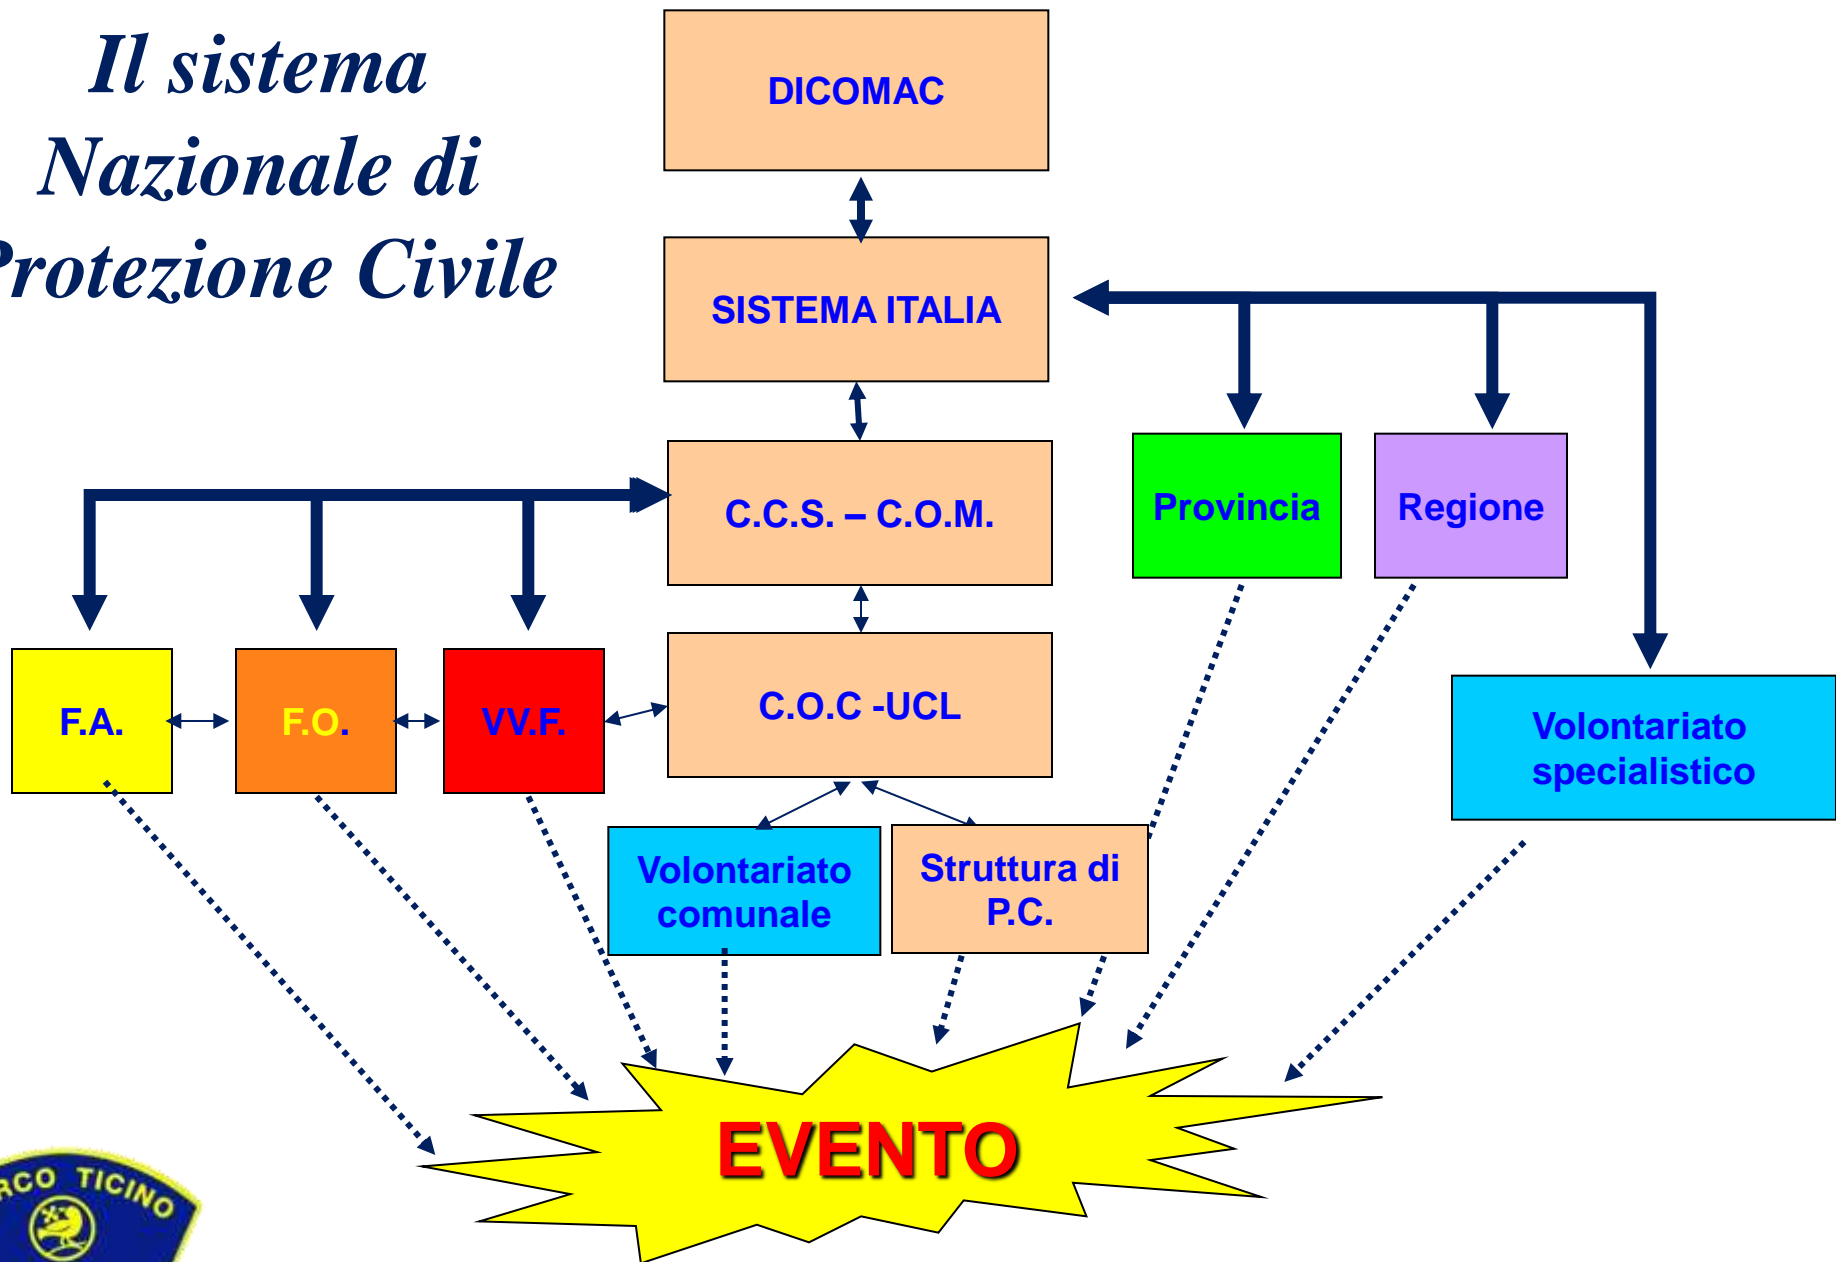 Il sistema
Nazionale di
Protezione Civile
DICOMAC
SISTEMA ITALIA
C.C.S. – C.O.M.
Provincia
Regione
F.A.
F.O.
VV.F.
C.O.C -UCL
Volontariato
specialistico
Volontariato
comunale
Struttura di
P.C.
EVENTO
TICINO